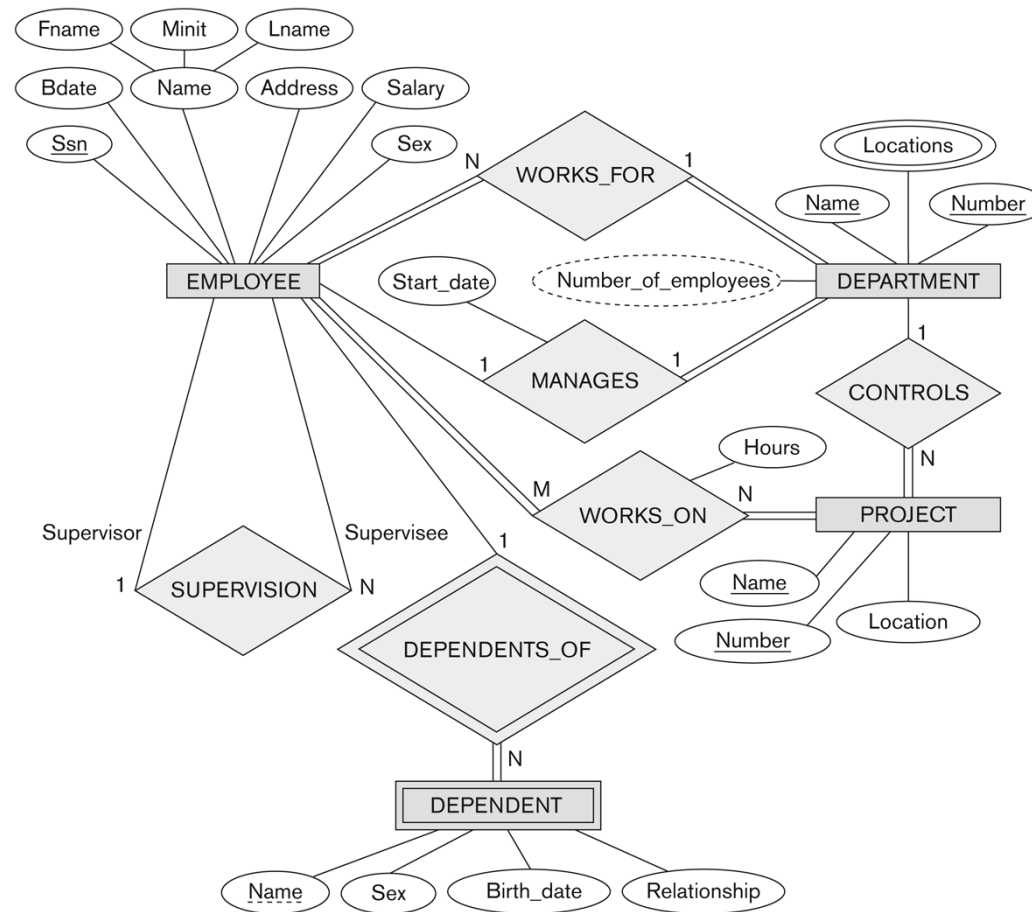 Fname
Minit
Lname
Bdate
Name
Address
Salary
Ssn
Sex
N
WORKS_FOR
1
Locations
Name
Number
EMPLOYEE
Start_date
Number_of_employees
DEPARTMENT
1
MANAGES
1
1
CONTROLS
N
Hours
M
WORKS_ON
N
PROJECT
Supervisor
Supervisee
1
SUPERVISION
N
1
Name
Number
Location
DEPENDENTS_OF
N
DEPENDENT
Name
Sex
Birth_date
Relationship